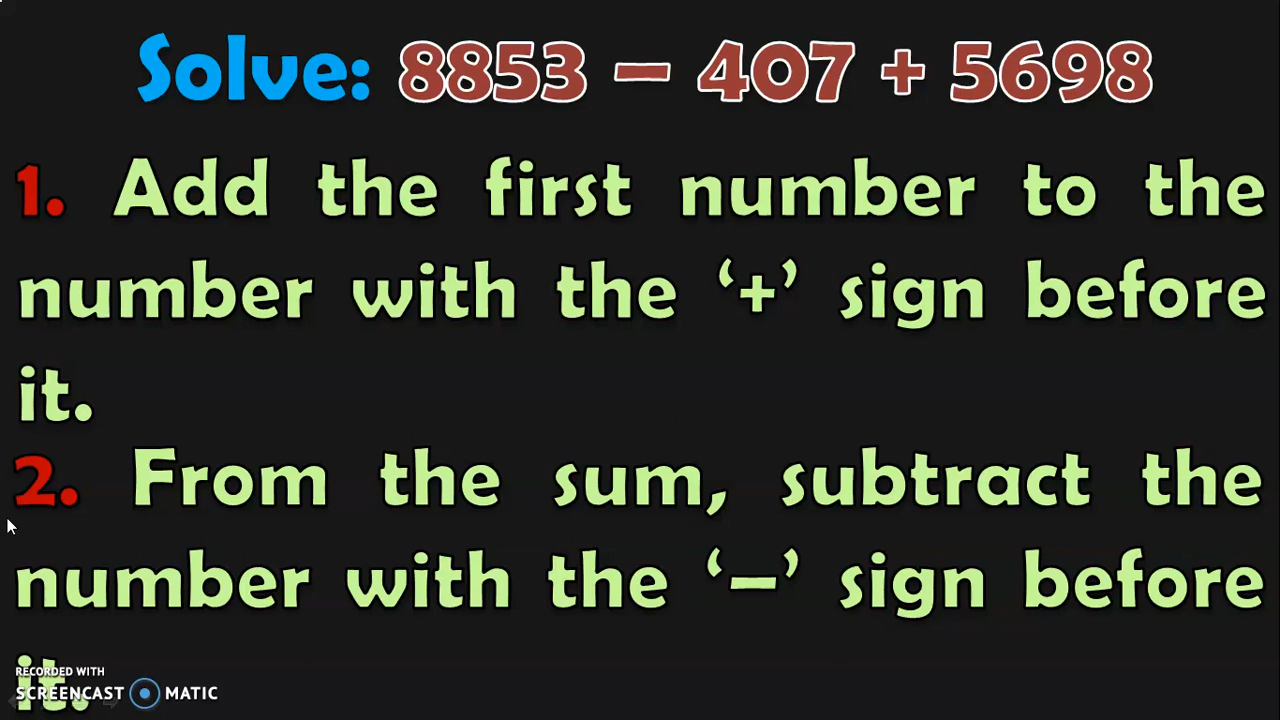 Solve: 8853 – 407 + 5698
1. Add the first number to the
number with the ‘+’ sign before
it.
2. From the sum, subtract the
number with the ‘–’ sign before
it.
RECORDED WITH
SCREENCAST MATIC